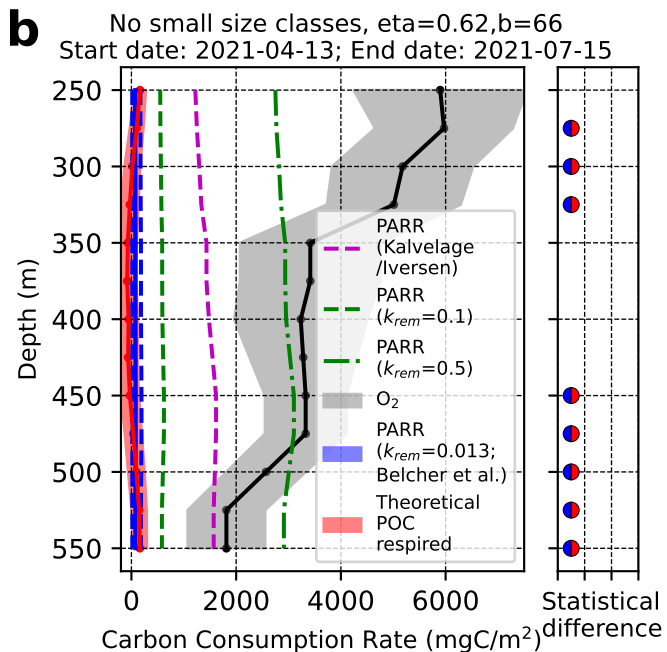 b
No small size classes, eta=0.62,b=66
Start date: 2021-04-13; End date: 2021-07-15
250
300
350
400
450
500
550
Depth (m)
PARR
(Kalvelage
/Iversen)
PARR
(k_rem=0.1)
PARR
(k_rem=0.5)
O₂
PARR
(k_rem=0.013;
Belcher et al.)
Theoretical
POC
respired
0 2000 4000 6000
Carbon Consumption Rate (mgC/m²)
Statistical
difference